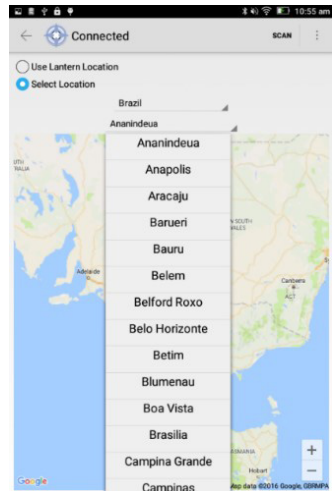 10:55 am
Connected
SCAN
Use Lantern Location
Select Location
Brazil
Ananindeua
Ananindeua
Anapolis
Aracaju
Barueri
Bauru
Belem
Belford Roxo
Belo Horizonte
Betim
Blumenau
Boa Vista
Brasilia
Campina Grande
Campinas
Adelaide
Canberra
ACT
Hobart
+
−
Google
Map data ©2016 Google, GBRMPA